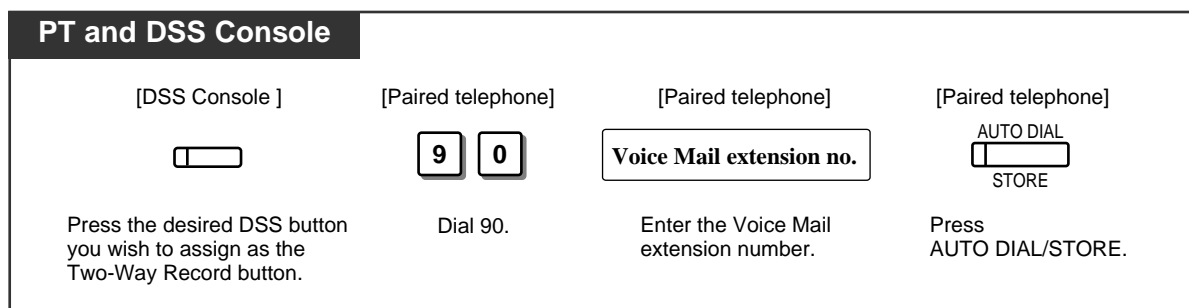 PT and DSS Console
[DSS Console ]
[Paired telephone]
[Paired telephone]
[Paired telephone]
9 0
Voice Mail extension no.
AUTO DIAL
STORE
Press the desired DSS button
you wish to assign as the
Two-Way Record button.
Dial 90.
Enter the Voice Mail
extension number.
Press
AUTO DIAL/STORE.